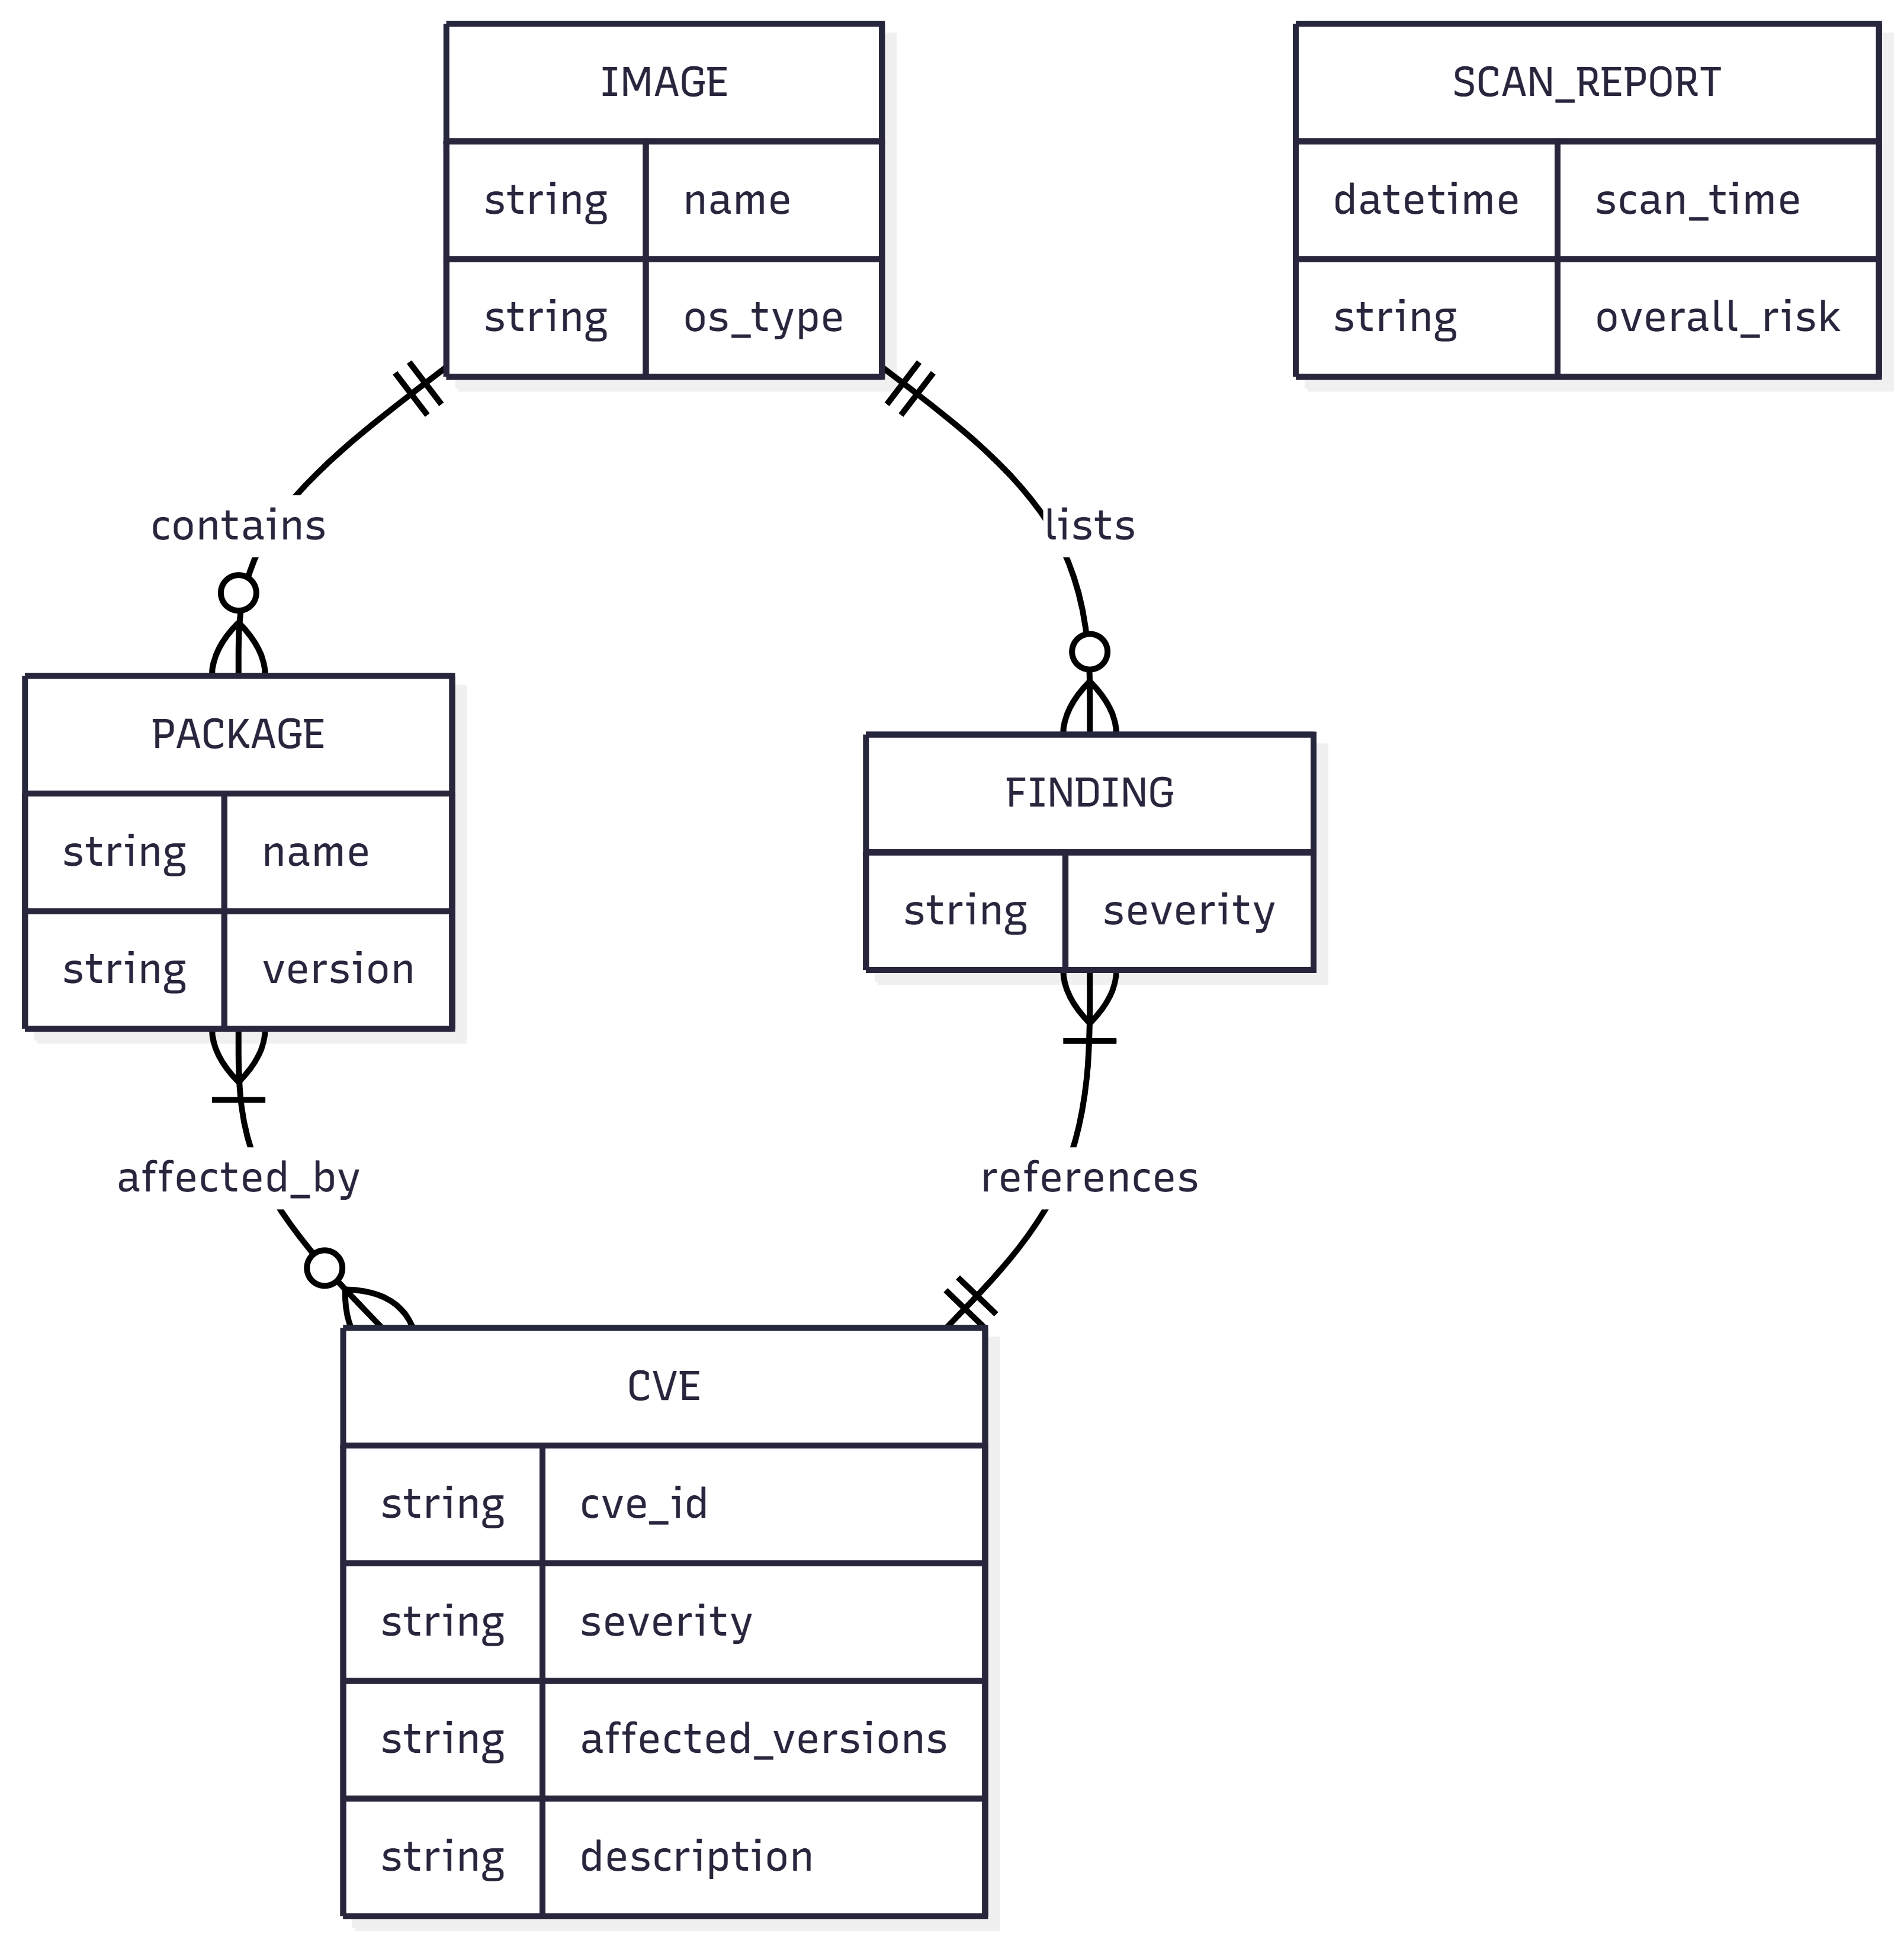 IMAGE
string name
string os_type
SCAN_REPORT
datetime scan_time
string overall_risk
contains
lists
PACKAGE
string name
string version
FINDING
string severity
affected_by
references
CVE
string cve_id
string severity
string affected_versions
string description